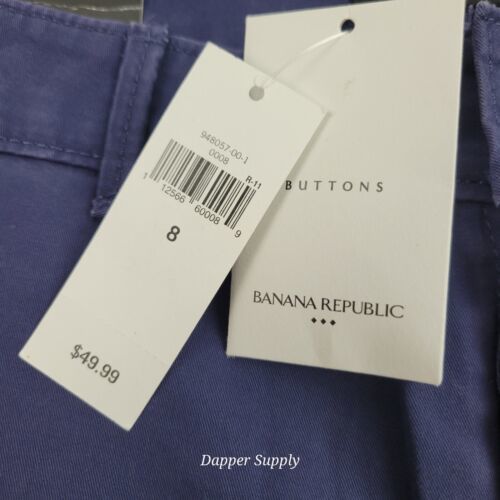 948057-00-1
0008
R-11
1 12566 60008 9
8
$49.99
BUTTONS
BANANA REPUBLIC
Dapper Supply